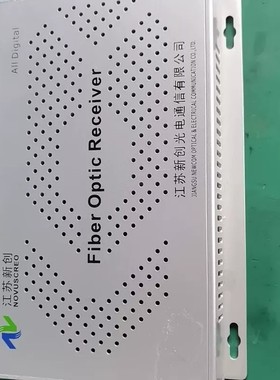 All Digital
江苏新创
NOVUSCREO
Fiber Optic Receiver
江苏新创光电通信有限公司
JIANGSU NEWCOM OPTICAL & ELECTRICAL COMMUNICATION CO.,LTD.